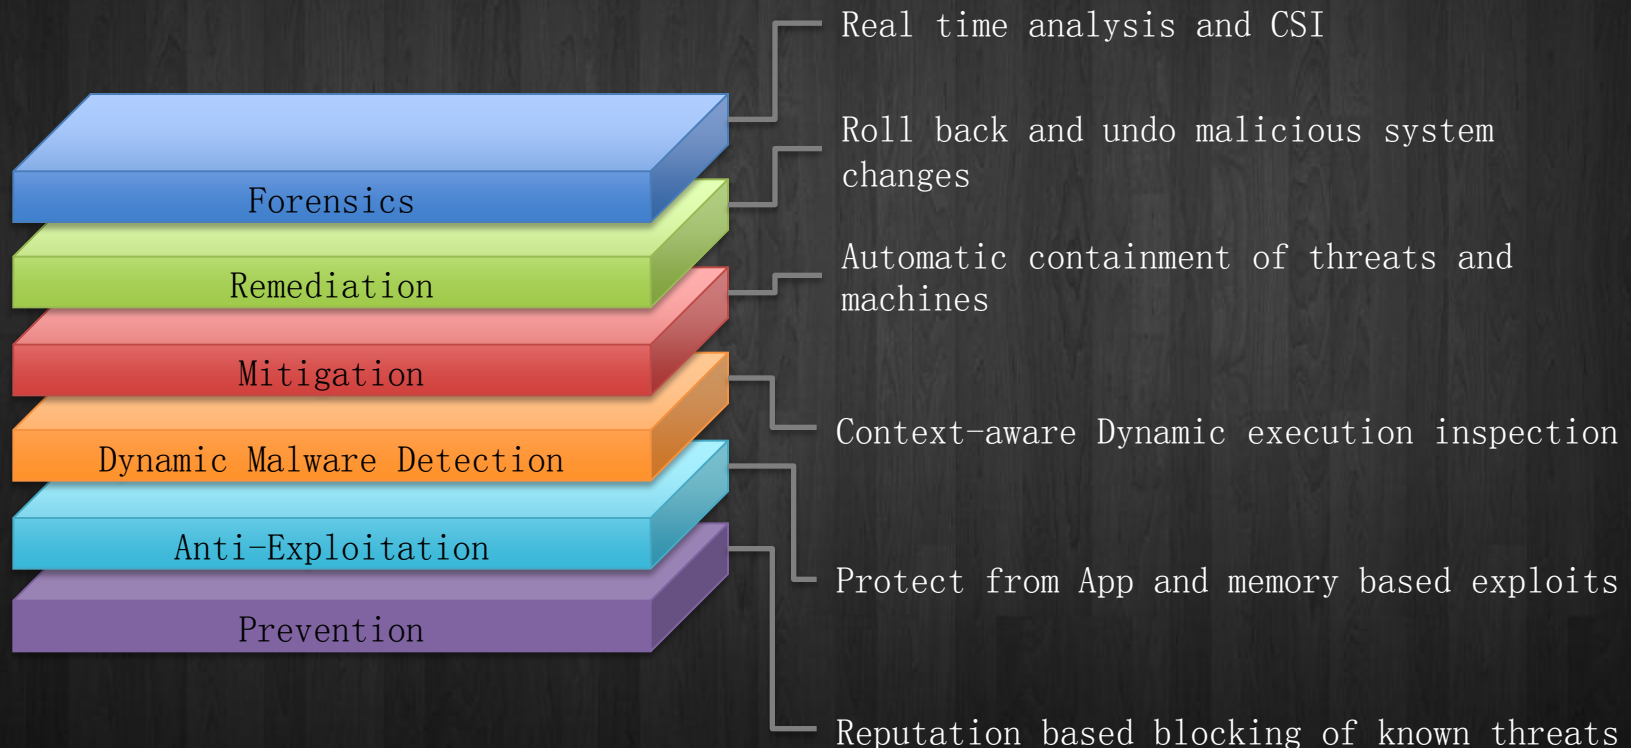 Real time analysis and CSI
Roll back and undo malicious system
changes
Forensics
Automatic containment of threats and
machines
Remediation
Mitigation
Context-aware Dynamic execution inspection
Dynamic Malware Detection
Anti-Exploitation
Protect from App and memory based exploits
Prevention
Reputation based blocking of known threats